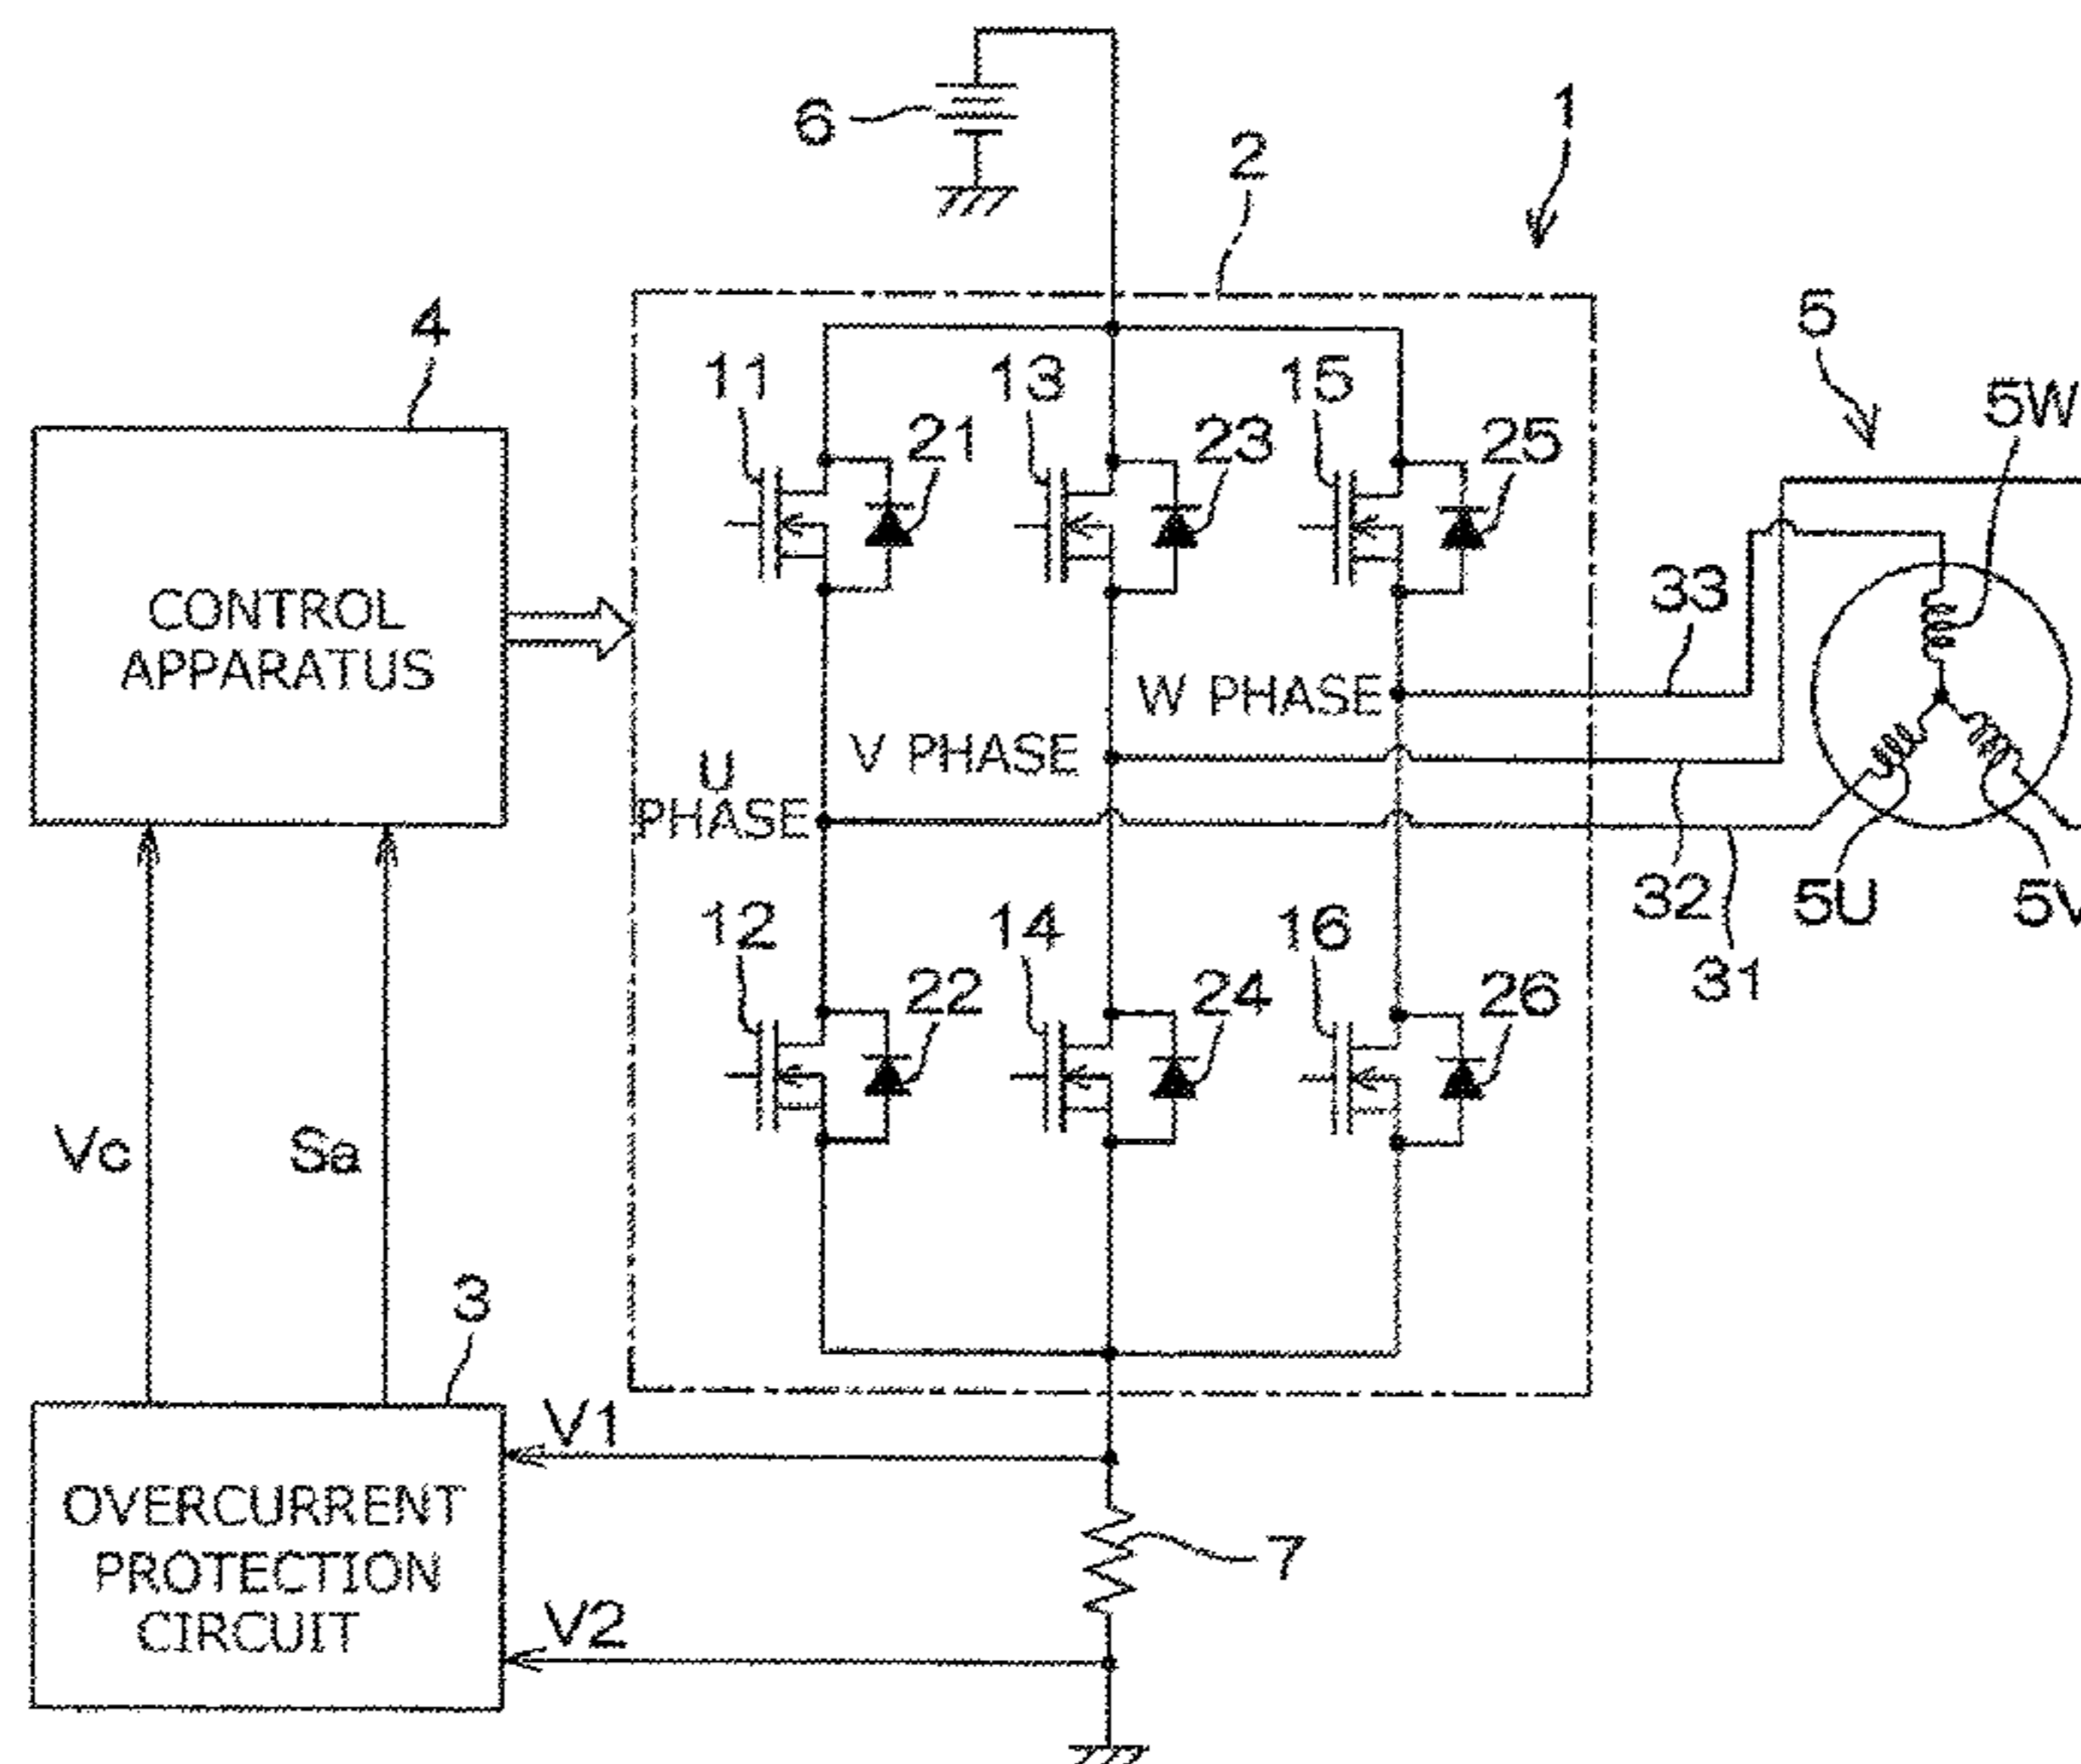 6
2
1
4
5
11
13
15
5W
21
23
25
CONTROL
APPARATUS
33
W PHASE
V PHASE
U
PHASE
12
14
16
32
5U
5V
31
22
24
26
Vc
Sa
3
V1
OVERCURRENT
PROTECTION
CIRCUIT
7
V2